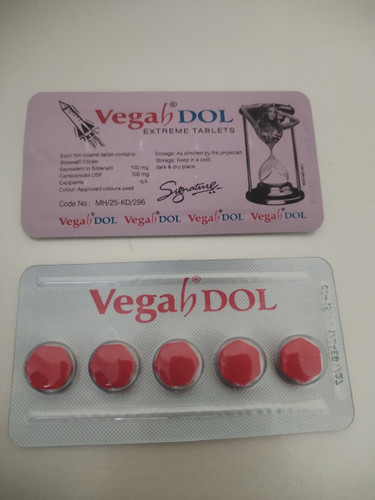 Vegah® DOL
EXTREME TABLETS
Each film coated tablet contains:
Sildenafil Citrate
Equivalent to Sildenafil 100 mg
Carisoprodol USP 100 mg
Excipients q.s.
Colour: Approved colours used
Dosage: As directed by the physician.
Storage: Keep in a cool,
dark & dry place.
Signature
Code No.: MH/25-KD/296
Vegah® DOL Vegah® DOL Vegah® DOL Vegah® DOL
Vegah® DOL